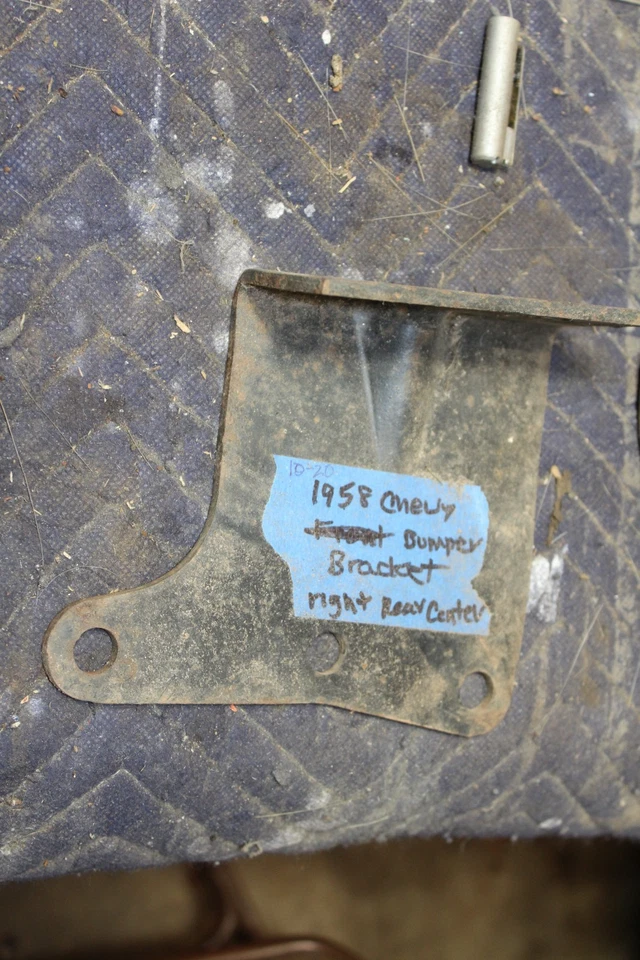 10-20
1958 Chevy
Front Bumper
Bracket
right Rear Center